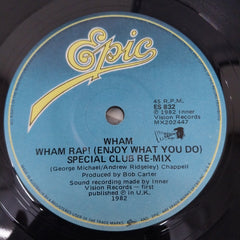 Epic
45 R.P.M.
ES 832
℗ 1982 Inner
Vision Records
MX202447
WHAM
WHAM RAP! (ENJOY WHAT YOU DO)
SPECIAL CLUB RE-MIX
(George Michael/Andrew Ridgeley) Chappell
Produced by Bob Carter
Sound recording made by Inner
Vision Records — first
published ℗ in U.K.
1982